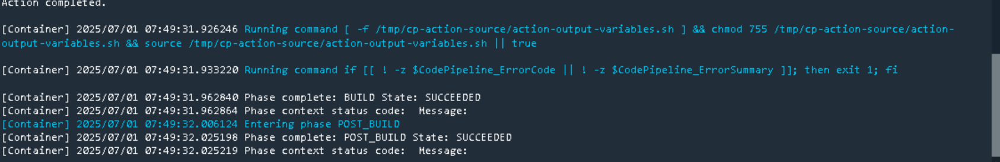 Action completed.
[Container] 2025/07/01 07:49:31.926246 Running command [ -f /tmp/cp-action-source/action-output-variables.sh ] && chmod 755 /tmp/cp-action-source/action-
output-variables.sh && source /tmp/cp-action-source/action-output-variables.sh || true
[Container] 2025/07/01 07:49:31.933220 Running command if [[ ! -z $CodePipeline_ErrorCode || ! -z $CodePipeline_ErrorSummary ]]; then exit 1; fi
[Container] 2025/07/01 07:49:31.962840 Phase complete: BUILD State: SUCCEEDED
[Container] 2025/07/01 07:49:31.962864 Phase context status code:  Message:
[Container] 2025/07/01 07:49:32.006124 Entering phase POST_BUILD
[Container] 2025/07/01 07:49:32.025198 Phase complete: POST_BUILD State: SUCCEEDED
[Container] 2025/07/01 07:49:32.025219 Phase context status code:  Message: